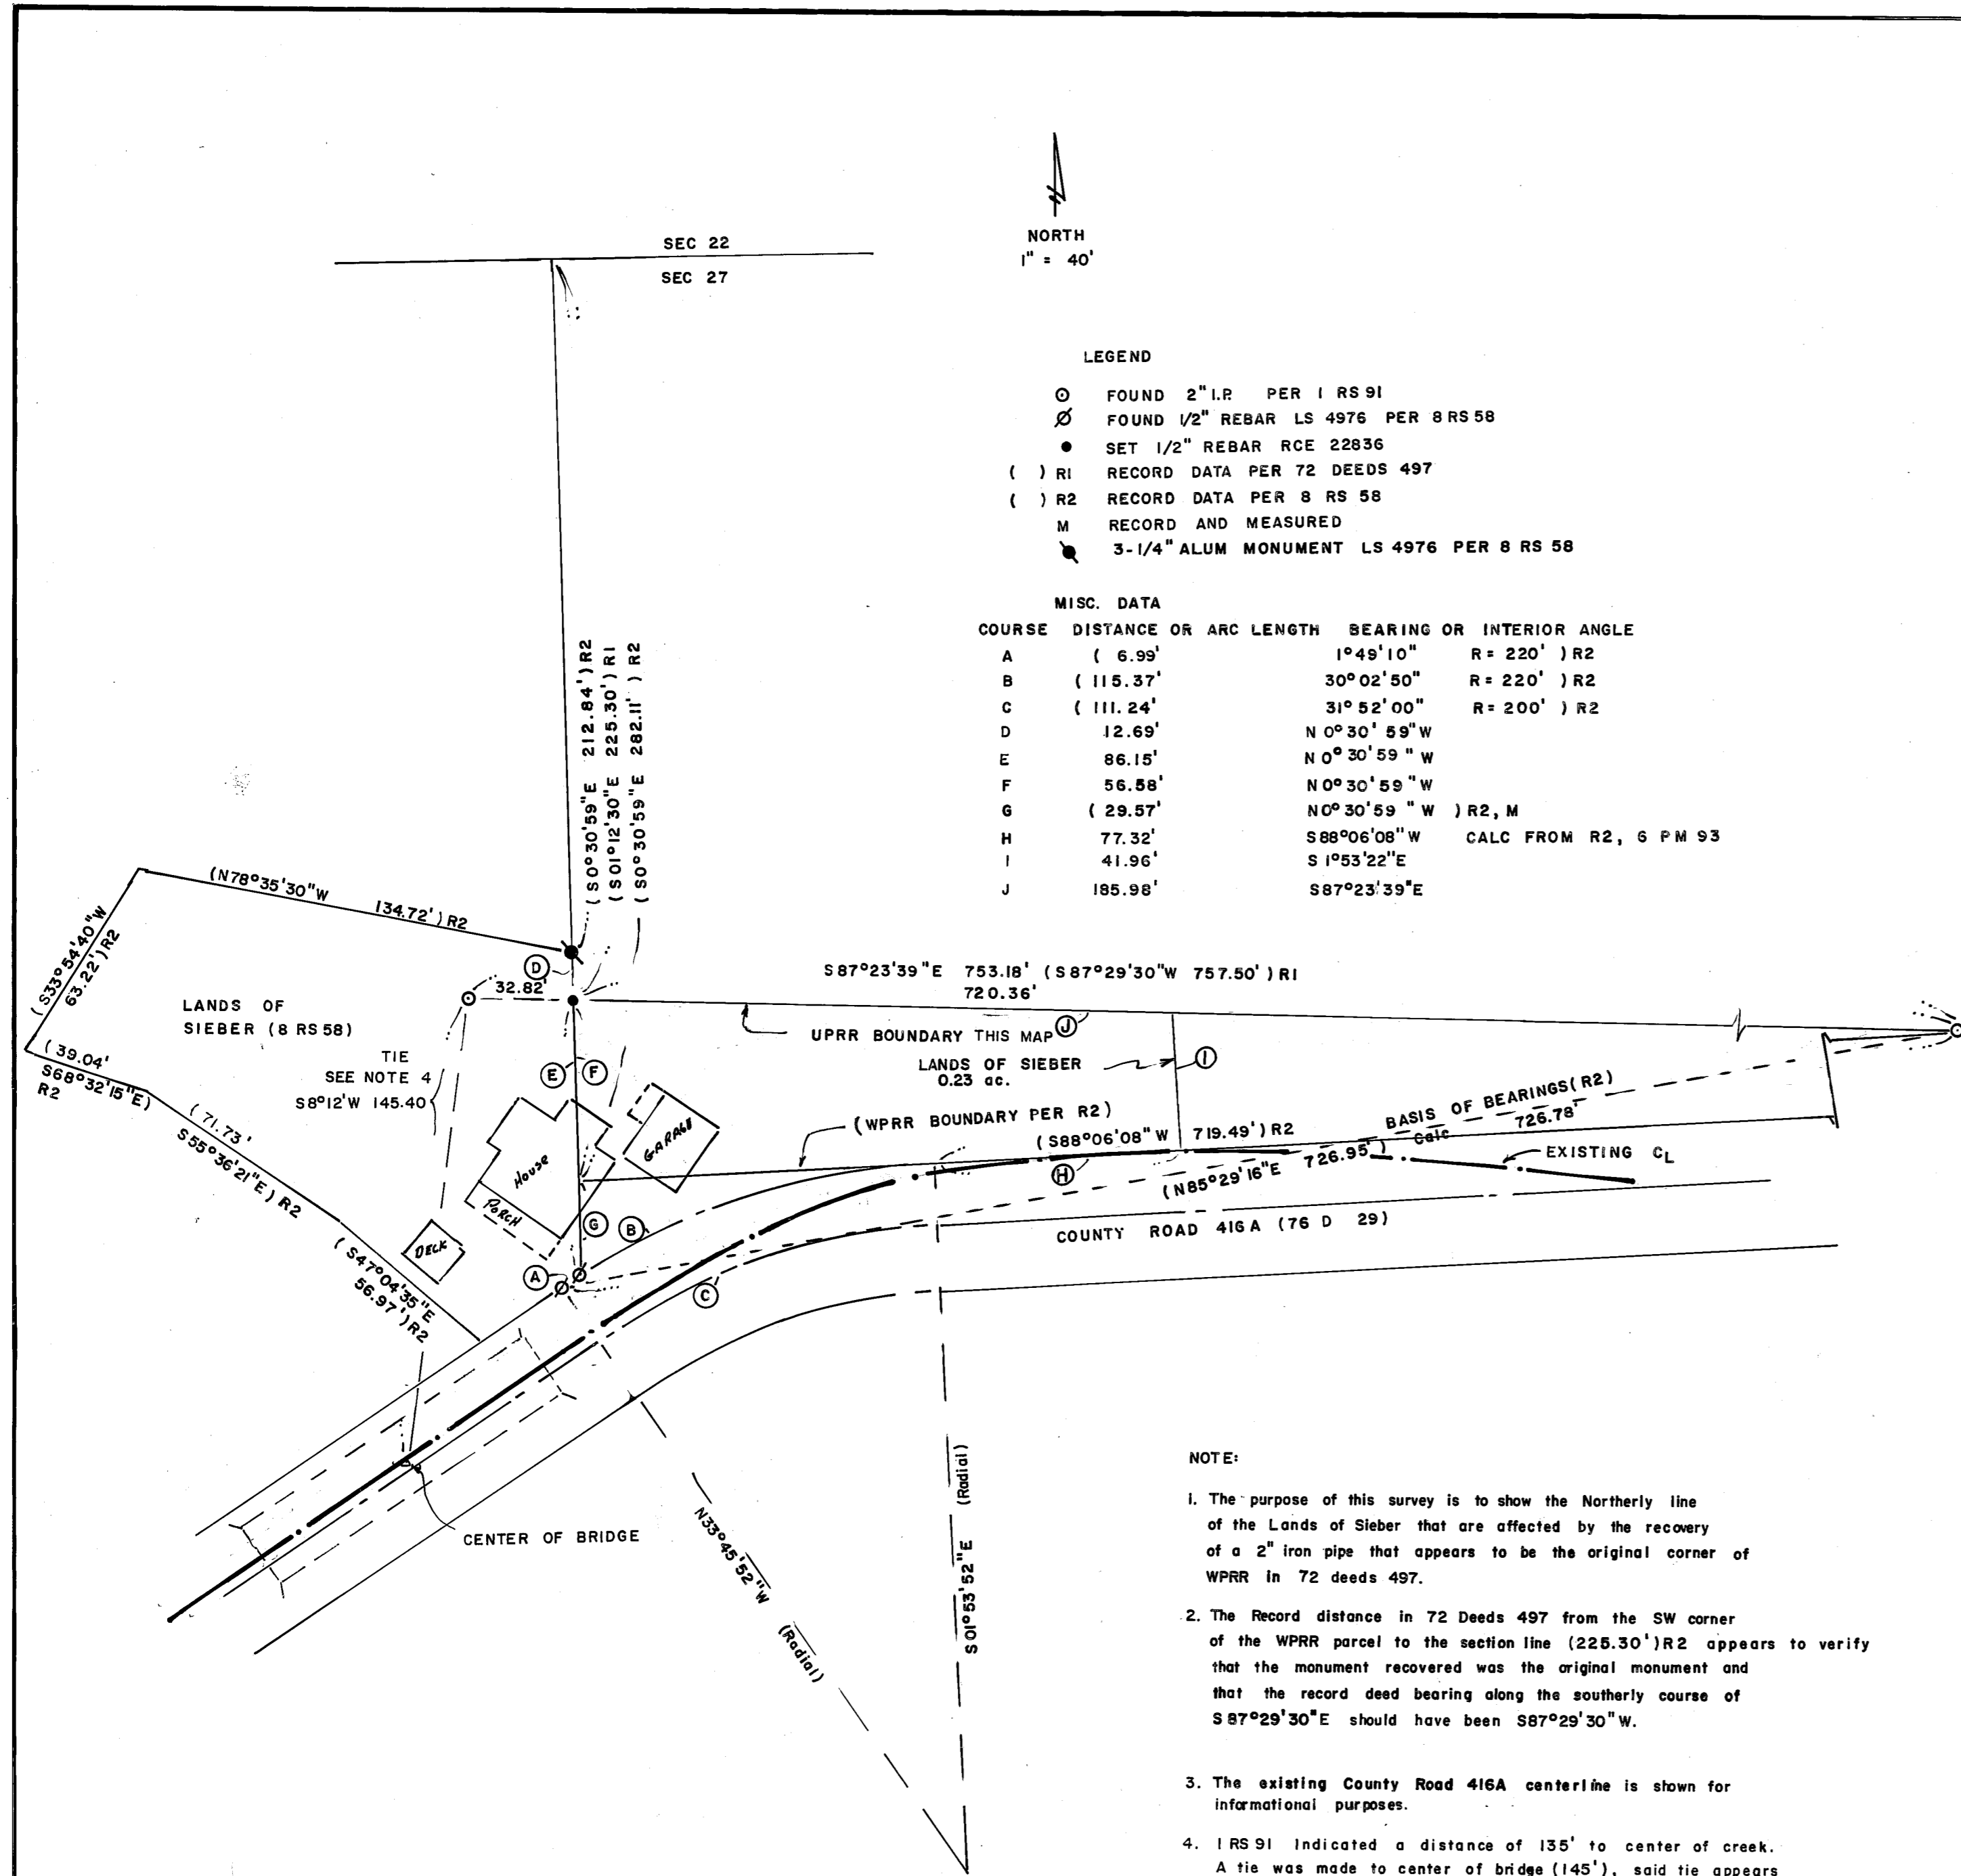 SEC 22
SEC 27
NORTH
1" = 40'
LEGEND
FOUND 2" I.P. PER 1 RS 91
FOUND 1/2" REBAR LS 4976 PER 8 RS 58
SET 1/2" REBAR RCE 22836
( ) R1 RECORD DATA PER 72 DEEDS 497
( ) R2 RECORD DATA PER 8 RS 58
M RECORD AND MEASURED
3-1/4" ALUM MONUMENT LS 4976 PER 8 RS 58
MISC. DATA
COURSE DISTANCE OR ARC LENGTH BEARING OR INTERIOR ANGLE
A ( 6.99' 1°49'10" R = 220' ) R2
B ( 115.37' 30°02'50" R = 220' ) R2
C ( 111.24' 31°52'00" R = 200' ) R2
D 12.69' N 0°30'59"W
E 86.15' N 0°30'59"W
F 56.58' N 0°30'59"W
G ( 29.57' N0°30'59"W ) R2, M
H 77.32' S88°06'08"W CALC FROM R2, 6 PM 93
I 41.96' S 1°53'22"E
J 185.98' S87°23'39"E
(S0°30'59"E 212.84') R2
(S01°12'30"E 225.30') R1
(S0°30'59"E 282.11') R2
(N78°35'30"W 134.72') R2
(S33°54'40"W
63.22') R2
LANDS OF
SIEBER (8 RS 58)
(39.04'
S68°32'15"E)
R2
(71.73'
S55°36'21"E) R2
(S47°04'35"E
56.97') R2
TIE
SEE NOTE 4
S8°12'W 145.40
D
32.82'
S87°23'39"E 753.18' (S87°29'30"W 757.50') R1
720.36'
UPRR BOUNDARY THIS MAP
J
LANDS OF SIEBER
0.23 ac.
I
E
F
House
PORCH
GARAGE
DECK
(WPRR BOUNDARY PER R2)
(S88°06'08"W 719.49') R2
BASIS OF BEARINGS (R2)
Calc 726.78'
(N85°29'16"E 726.95')
EXISTING CL
H
G
B
A
C
COUNTY ROAD 416A (76 D 29)
CENTER OF BRIDGE
N33°45'52"W (Radial)
S 01°53'52"E (Radial)
NOTE:
1. The purpose of this survey is to show the Northerly line
of the Lands of Sieber that are affected by the recovery
of a 2" iron pipe that appears to be the original corner of
WPRR in 72 deeds 497.
2. The Record distance in 72 Deeds 497 from the SW corner
of the WPRR parcel to the section line (225.30')R2 appears to verify
that the monument recovered was the original monument and
that the record deed bearing along the southerly course of
S 87°29'30"E should have been S87°29'30"W.
3. The existing County Road 416A centerline is shown for
informational purposes.
4. 1 RS 91 Indicated a distance of 135' to center of creek.
A tie was made to center of bridge (145'), said tie appears